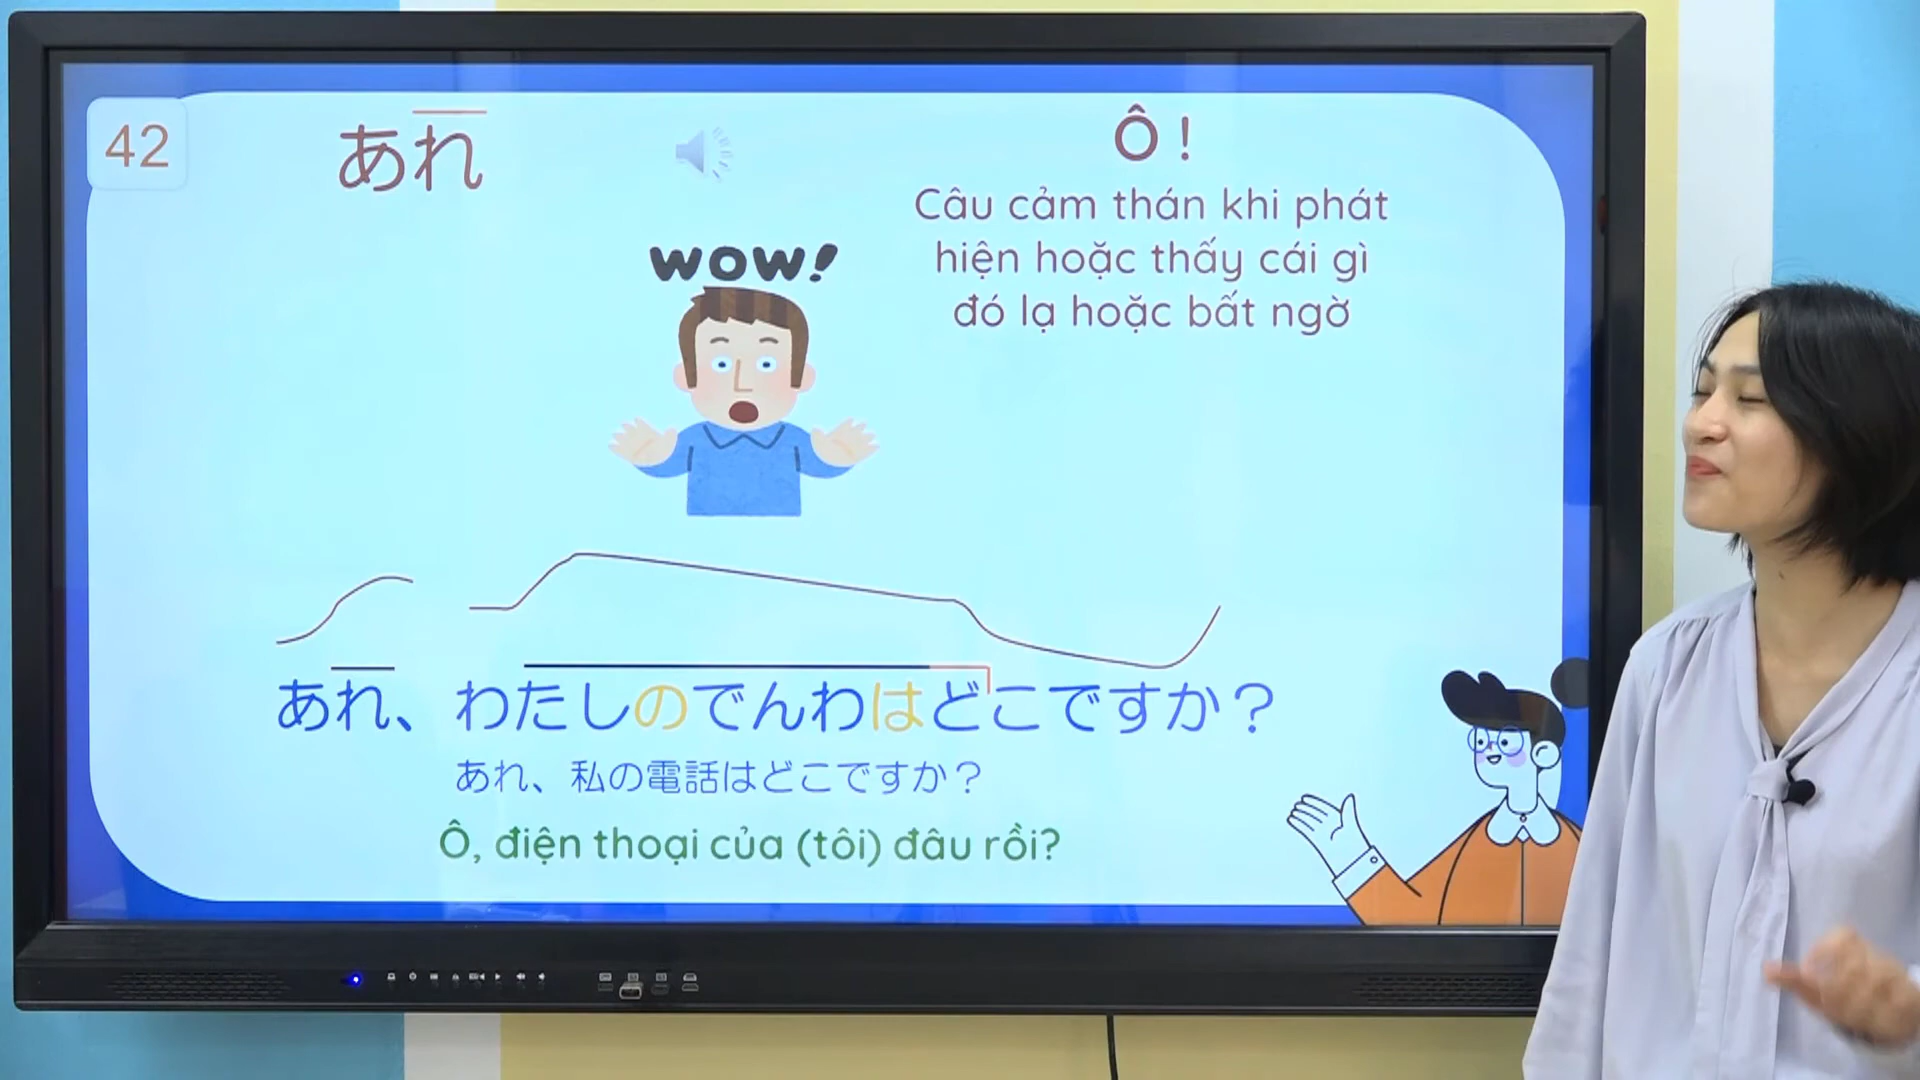 42
あれ
Ô !
Câu cảm thán khi phát
hiện hoặc thấy cái gì
đó lạ hoặc bất ngờ
WOW!
あれ、わたしのでんわはどこですか？
あれ、私の電話はどこですか？
Ô, điện thoại của (tôi) đâu rồi?